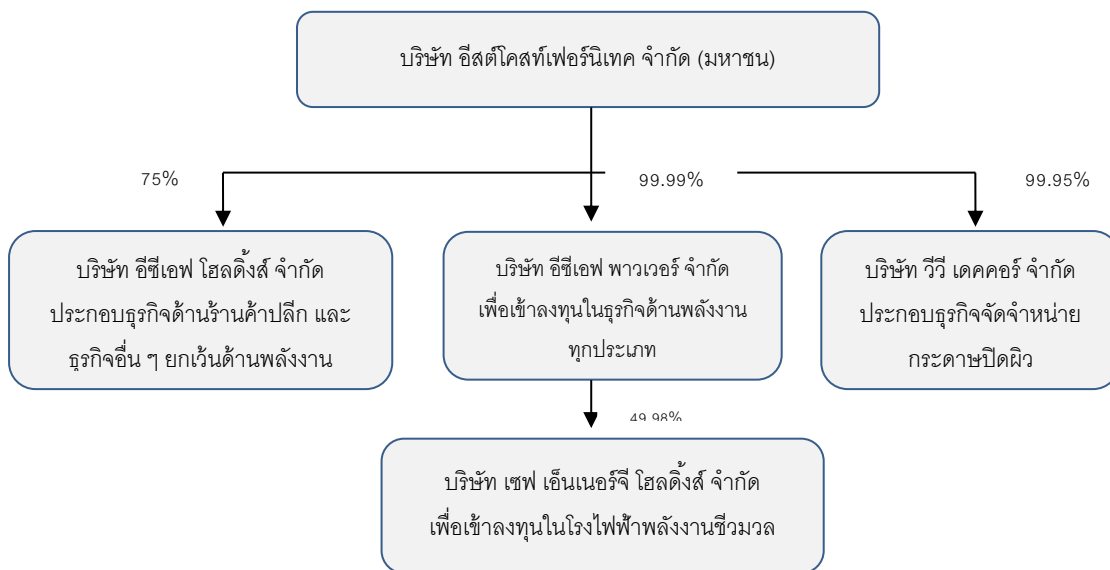 บริษัท อีสต์โคสท์เฟอร์นิเทค จำกัด (มหาชน)
75%
99.99%
99.95%
บริษัท อีซีเอฟ โฮลดิ้งส์ จำกัด
ประกอบธุรกิจด้านร้านค้าปลีก และ
ธุรกิจอื่น ๆ ยกเว้นด้านพลังงาน
บริษัท อีซีเอฟ พาวเวอร์ จำกัด
เพื่อเข้าลงทุนในธุรกิจด้านพลังงาน
ทุกประเภท
บริษัท วีวี เดคคอร์ จำกัด
ประกอบธุรกิจจัดจำหน่าย
กระดาษปิดผิว
49.98%
บริษัท เซฟ เอ็นเนอร์จี โฮลดิ้งส์ จำกัด
เพื่อเข้าลงทุนในโรงไฟฟ้าพลังงานชีวมวล